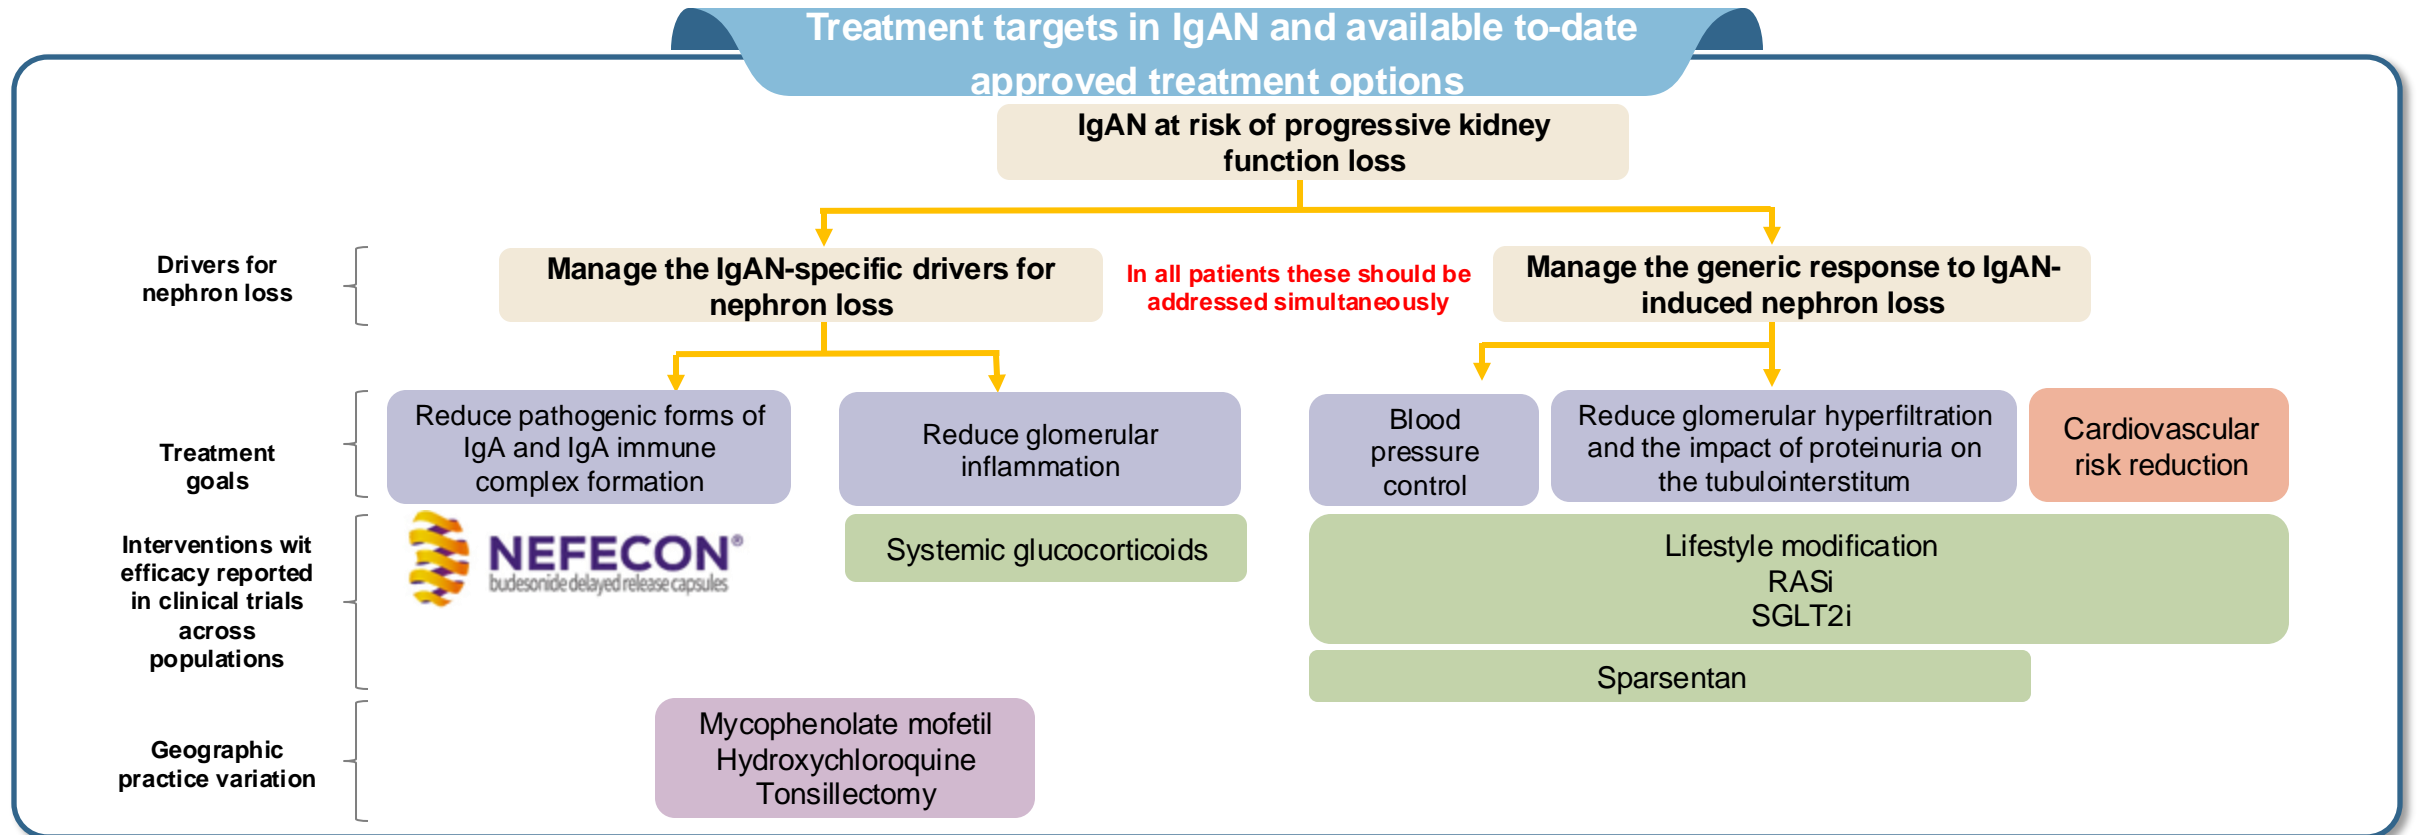 Treatment targets in IgAN and available to-date
approved treatment options
IgAN at risk of progressive kidney
function loss
Drivers for
nephron loss
Manage the IgAN-specific drivers for
nephron loss
In all patients these should be
addressed simultaneously
Manage the generic response to IgAN-
induced nephron loss
Treatment
goals
Reduce pathogenic forms of
IgA and IgA immune
complex formation
Reduce glomerular
inflammation
Blood
pressure
control
Reduce glomerular hyperfiltration
and the impact of proteinuria on
the tubulointerstitum
Cardiovascular
risk reduction
Interventions wit
efficacy reported
in clinical trials
across
populations
NEFECON®
budesonide delayed release capsules
Systemic glucocorticoids
Lifestyle modification
RASi
SGLT2i
Sparsentan
Geographic
practice variation
Mycophenolate mofetil
Hydroxychloroquine
Tonsillectomy